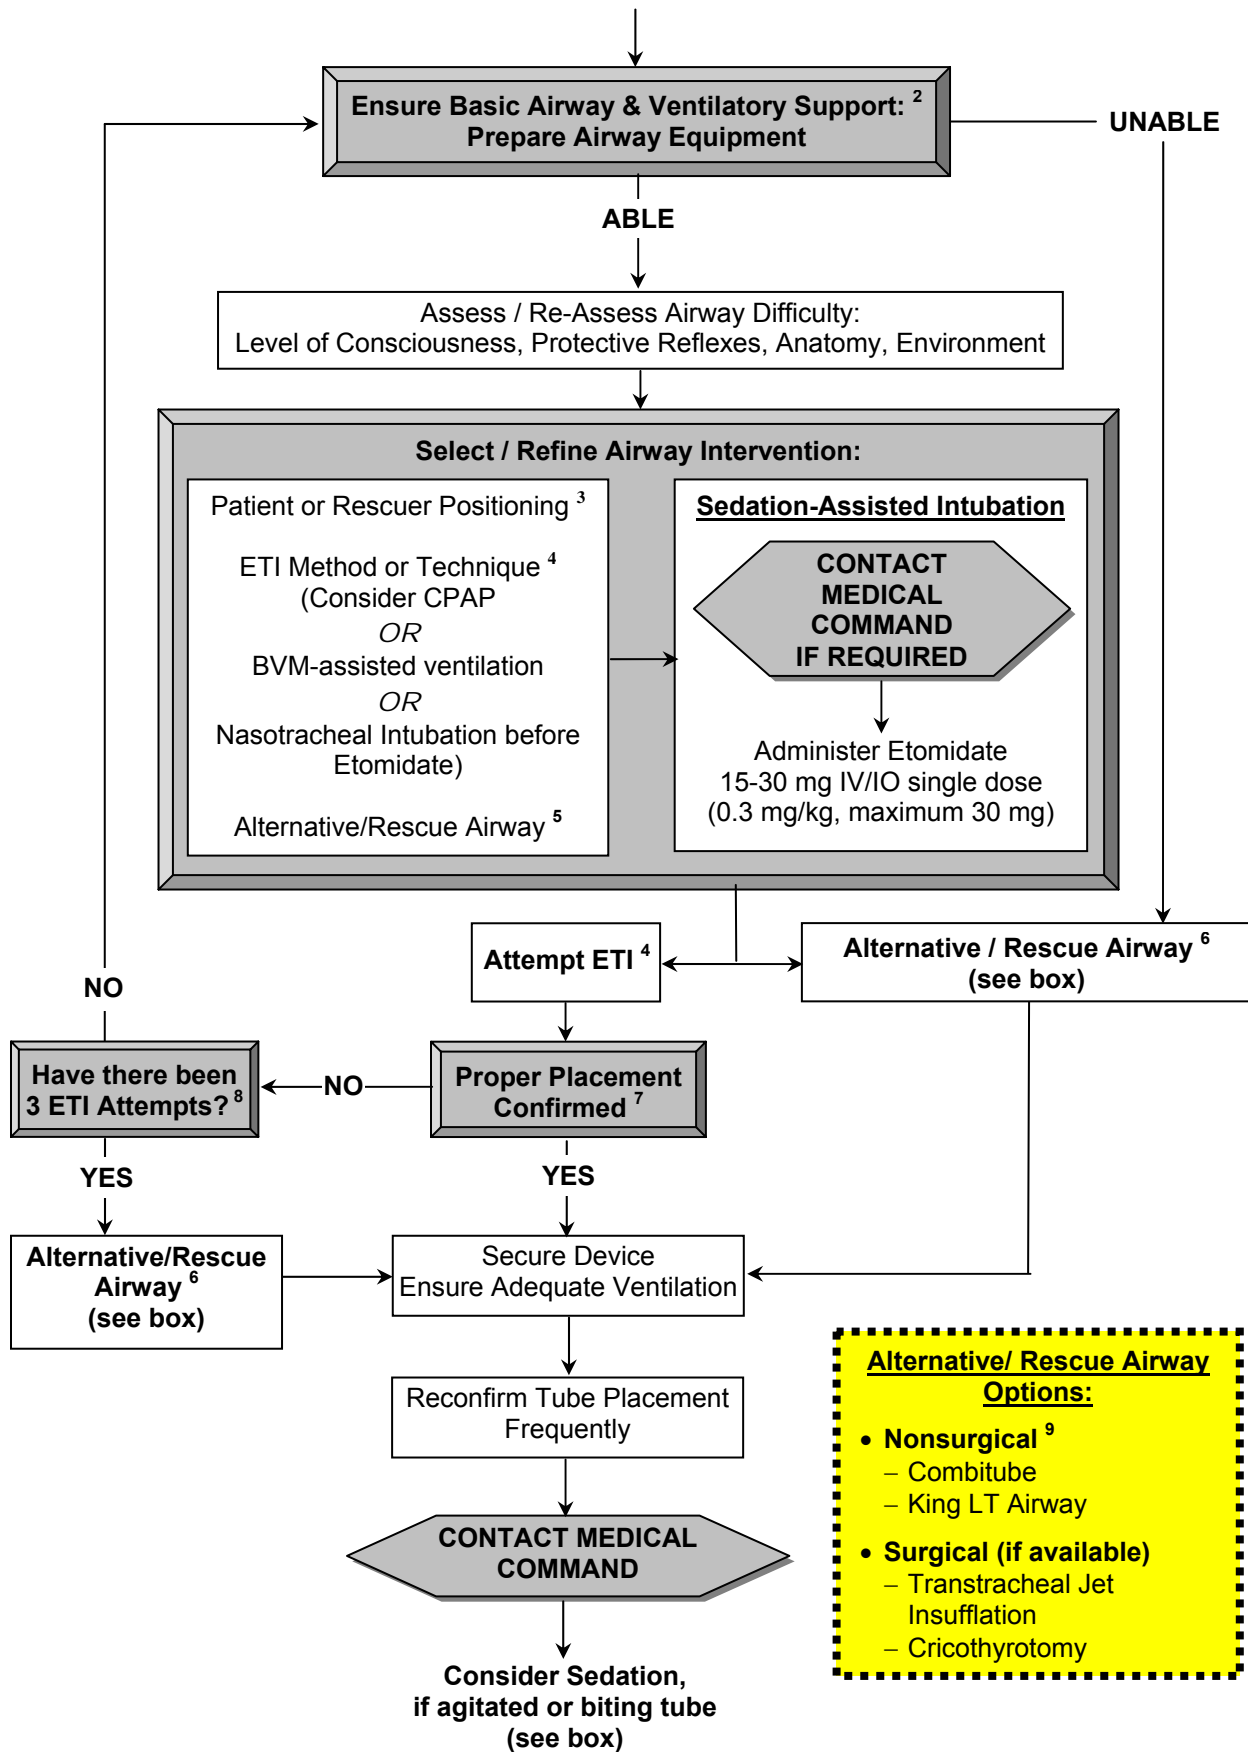 Ensure Basic Airway & Ventilatory Support: 2
Prepare Airway Equipment
UNABLE
ABLE
Assess / Re-Assess Airway Difficulty:
Level of Consciousness, Protective Reflexes, Anatomy, Environment
Select / Refine Airway Intervention:
Patient or Rescuer Positioning 3
ETI Method or Technique 4
(Consider CPAP
OR
BVM-assisted ventilation
OR
Nasotracheal Intubation before
Etomidate)
Alternative/Rescue Airway 5
Sedation-Assisted Intubation
CONTACT
MEDICAL
COMMAND
IF REQUIRED
Administer Etomidate
15-30 mg IV/IO single dose
(0.3 mg/kg, maximum 30 mg)
Attempt ETI 4
Alternative / Rescue Airway 6
(see box)
NO
Have there been
3 ETI Attempts? 8
NO
Proper Placement
Confirmed 7
YES
YES
Alternative/Rescue
Airway 6
(see box)
Secure Device
Ensure Adequate Ventilation
Reconfirm Tube Placement
Frequently
CONTACT MEDICAL
COMMAND
Consider Sedation,
if agitated or biting tube
(see box)
Alternative/ Rescue Airway
Options:
• Nonsurgical 9
– Combitube
– King LT Airway
• Surgical (if available)
– Transtracheal Jet
Insufflation
– Cricothyrotomy